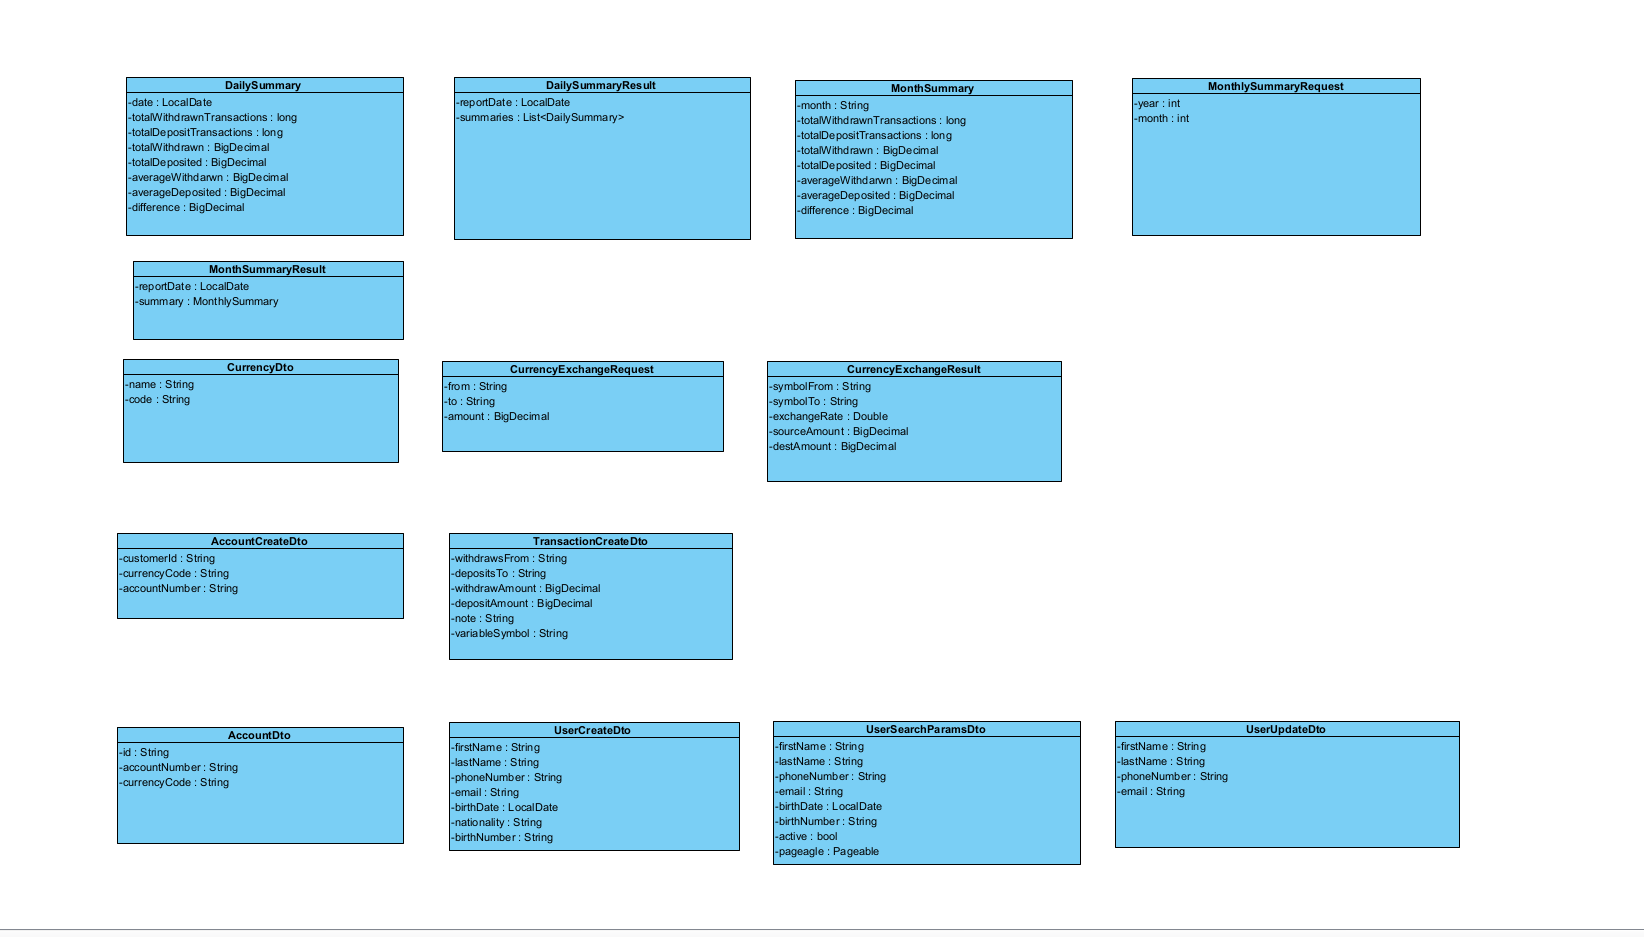 DailySummary
-date : LocalDate
-totalWithdrawnTransactions : long
-totalDepositTransactions : long
-totalWithdrawn : BigDecimal
-totalDeposited : BigDecimal
-averageWithdarwn : BigDecimal
-averageDeposited : BigDecimal
-difference : BigDecimal
DailySummaryResult
-reportDate : LocalDate
-summaries : List<DailySummary>
MonthSummary
-month : String
-totalWithdrawnTransactions : long
-totalDepositTransactions : long
-totalWithdrawn : BigDecimal
-totalDeposited : BigDecimal
-averageWithdarwn : BigDecimal
-averageDeposited : BigDecimal
-difference : BigDecimal
MonthlySummaryRequest
-year : int
-month : int
MonthSummaryResult
-reportDate : LocalDate
-summary : MonthlySummary
CurrencyDto
-name : String
-code : String
CurrencyExchangeRequest
-from : String
-to : String
-amount : BigDecimal
CurrencyExchangeResult
-symbolFrom : String
-symbolTo : String
-exchangeRate : Double
-sourceAmount : BigDecimal
-destAmount : BigDecimal
AccountCreateDto
-customerId : String
-currencyCode : String
-accountNumber : String
TransactionCreateDto
-withdrawsFrom : String
-depositsTo : String
-withdrawAmount : BigDecimal
-depositAmount : BigDecimal
-note : String
-variableSymbol : String
AccountDto
-id : String
-accountNumber : String
-currencyCode : String
UserCreateDto
-firstName : String
-lastName : String
-phoneNumber : String
-email : String
-birthDate : LocalDate
-nationality : String
-birthNumber : String
UserSearchParamsDto
-firstName : String
-lastName : String
-phoneNumber : String
-email : String
-birthDate : LocalDate
-birthNumber : String
-active : bool
-pageagle : Pageable
UserUpdateDto
-firstName : String
-lastName : String
-phoneNumber : String
-email : String